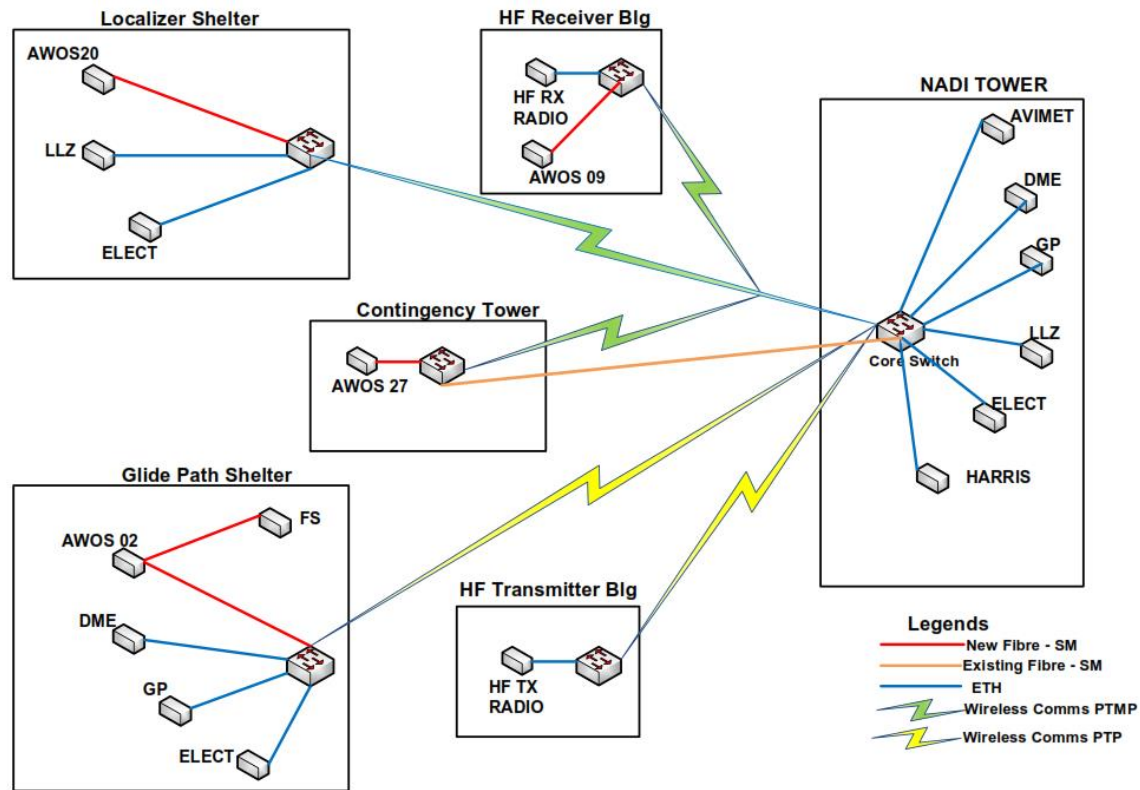 Localizer Shelter
AWOS20
LLZ
ELECT
HF Receiver Blg
HF RX
RADIO
AWOS 09
NADI TOWER
AVIMET
DME
GP
LLZ
Core Switch
ELECT
HARRIS
Contingency Tower
AWOS 27
Glide Path Shelter
FS
AWOS 02
DME
GP
ELECT
HF Transmitter Blg
HF TX
RADIO
Legends
New Fibre - SM
Existing Fibre - SM
ETH
Wireless Comms PTMP
Wireless Comms PTP